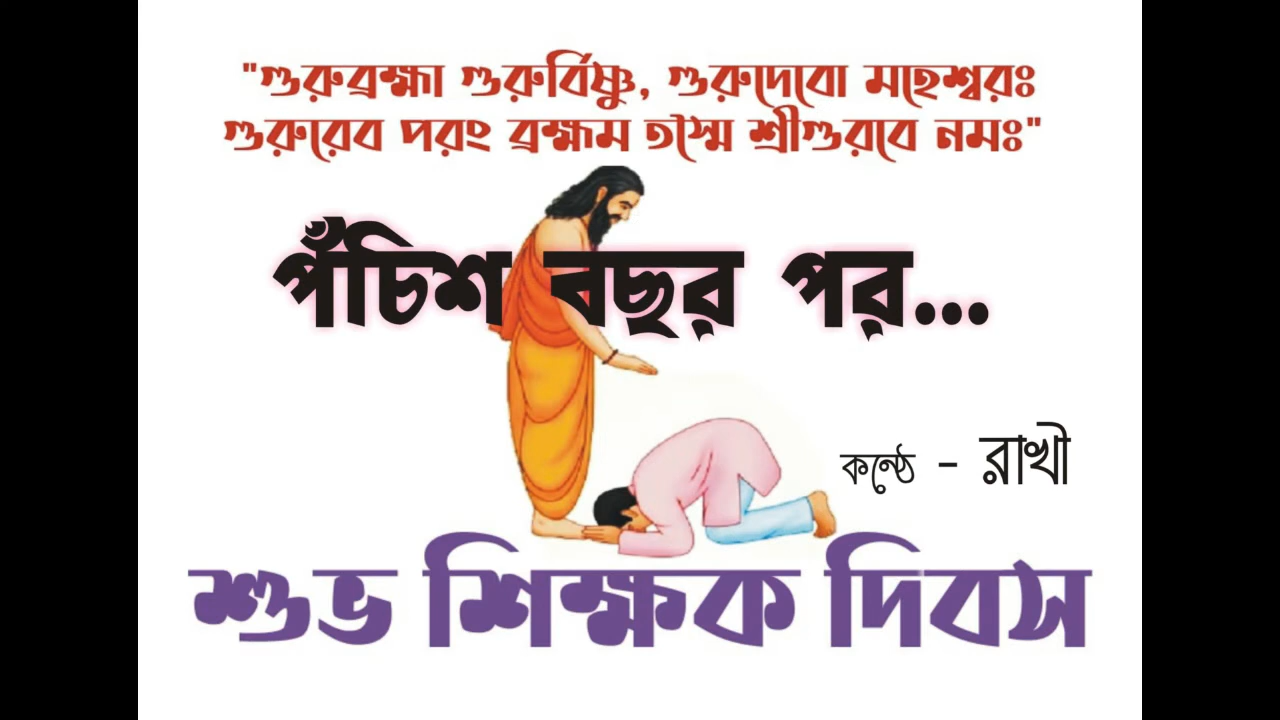 "গুরুব্রহ্মা গুরুর্বিষ্ণু, গুরুদেবো মহেশ্বরঃ
গুরুরেব পরং ব্রহ্মম তস্মৈ শ্রীগুরবে নমঃ"
পঁচিশ বছর পর...
কন্ঠে - রাখী
শুভ শিক্ষক দিবস